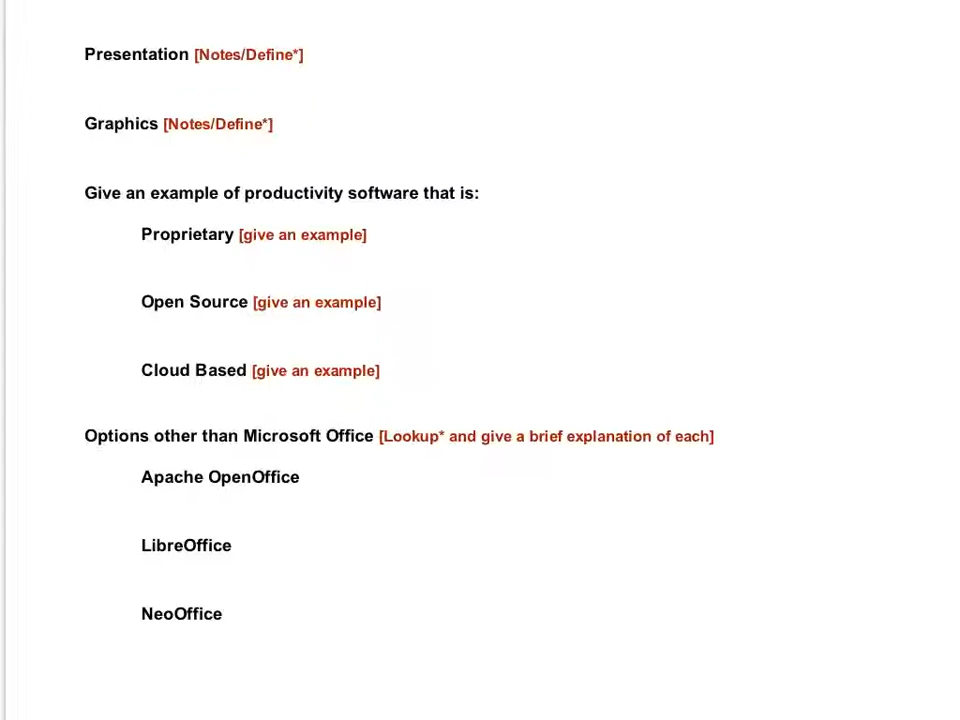 Presentation [Notes/Define*]
Graphics [Notes/Define*]
Give an example of productivity software that is:
Proprietary [give an example]
Open Source [give an example]
Cloud Based [give an example]
Options other than Microsoft Office [Lookup* and give a brief explanation of each]
Apache OpenOffice
LibreOffice
NeoOffice